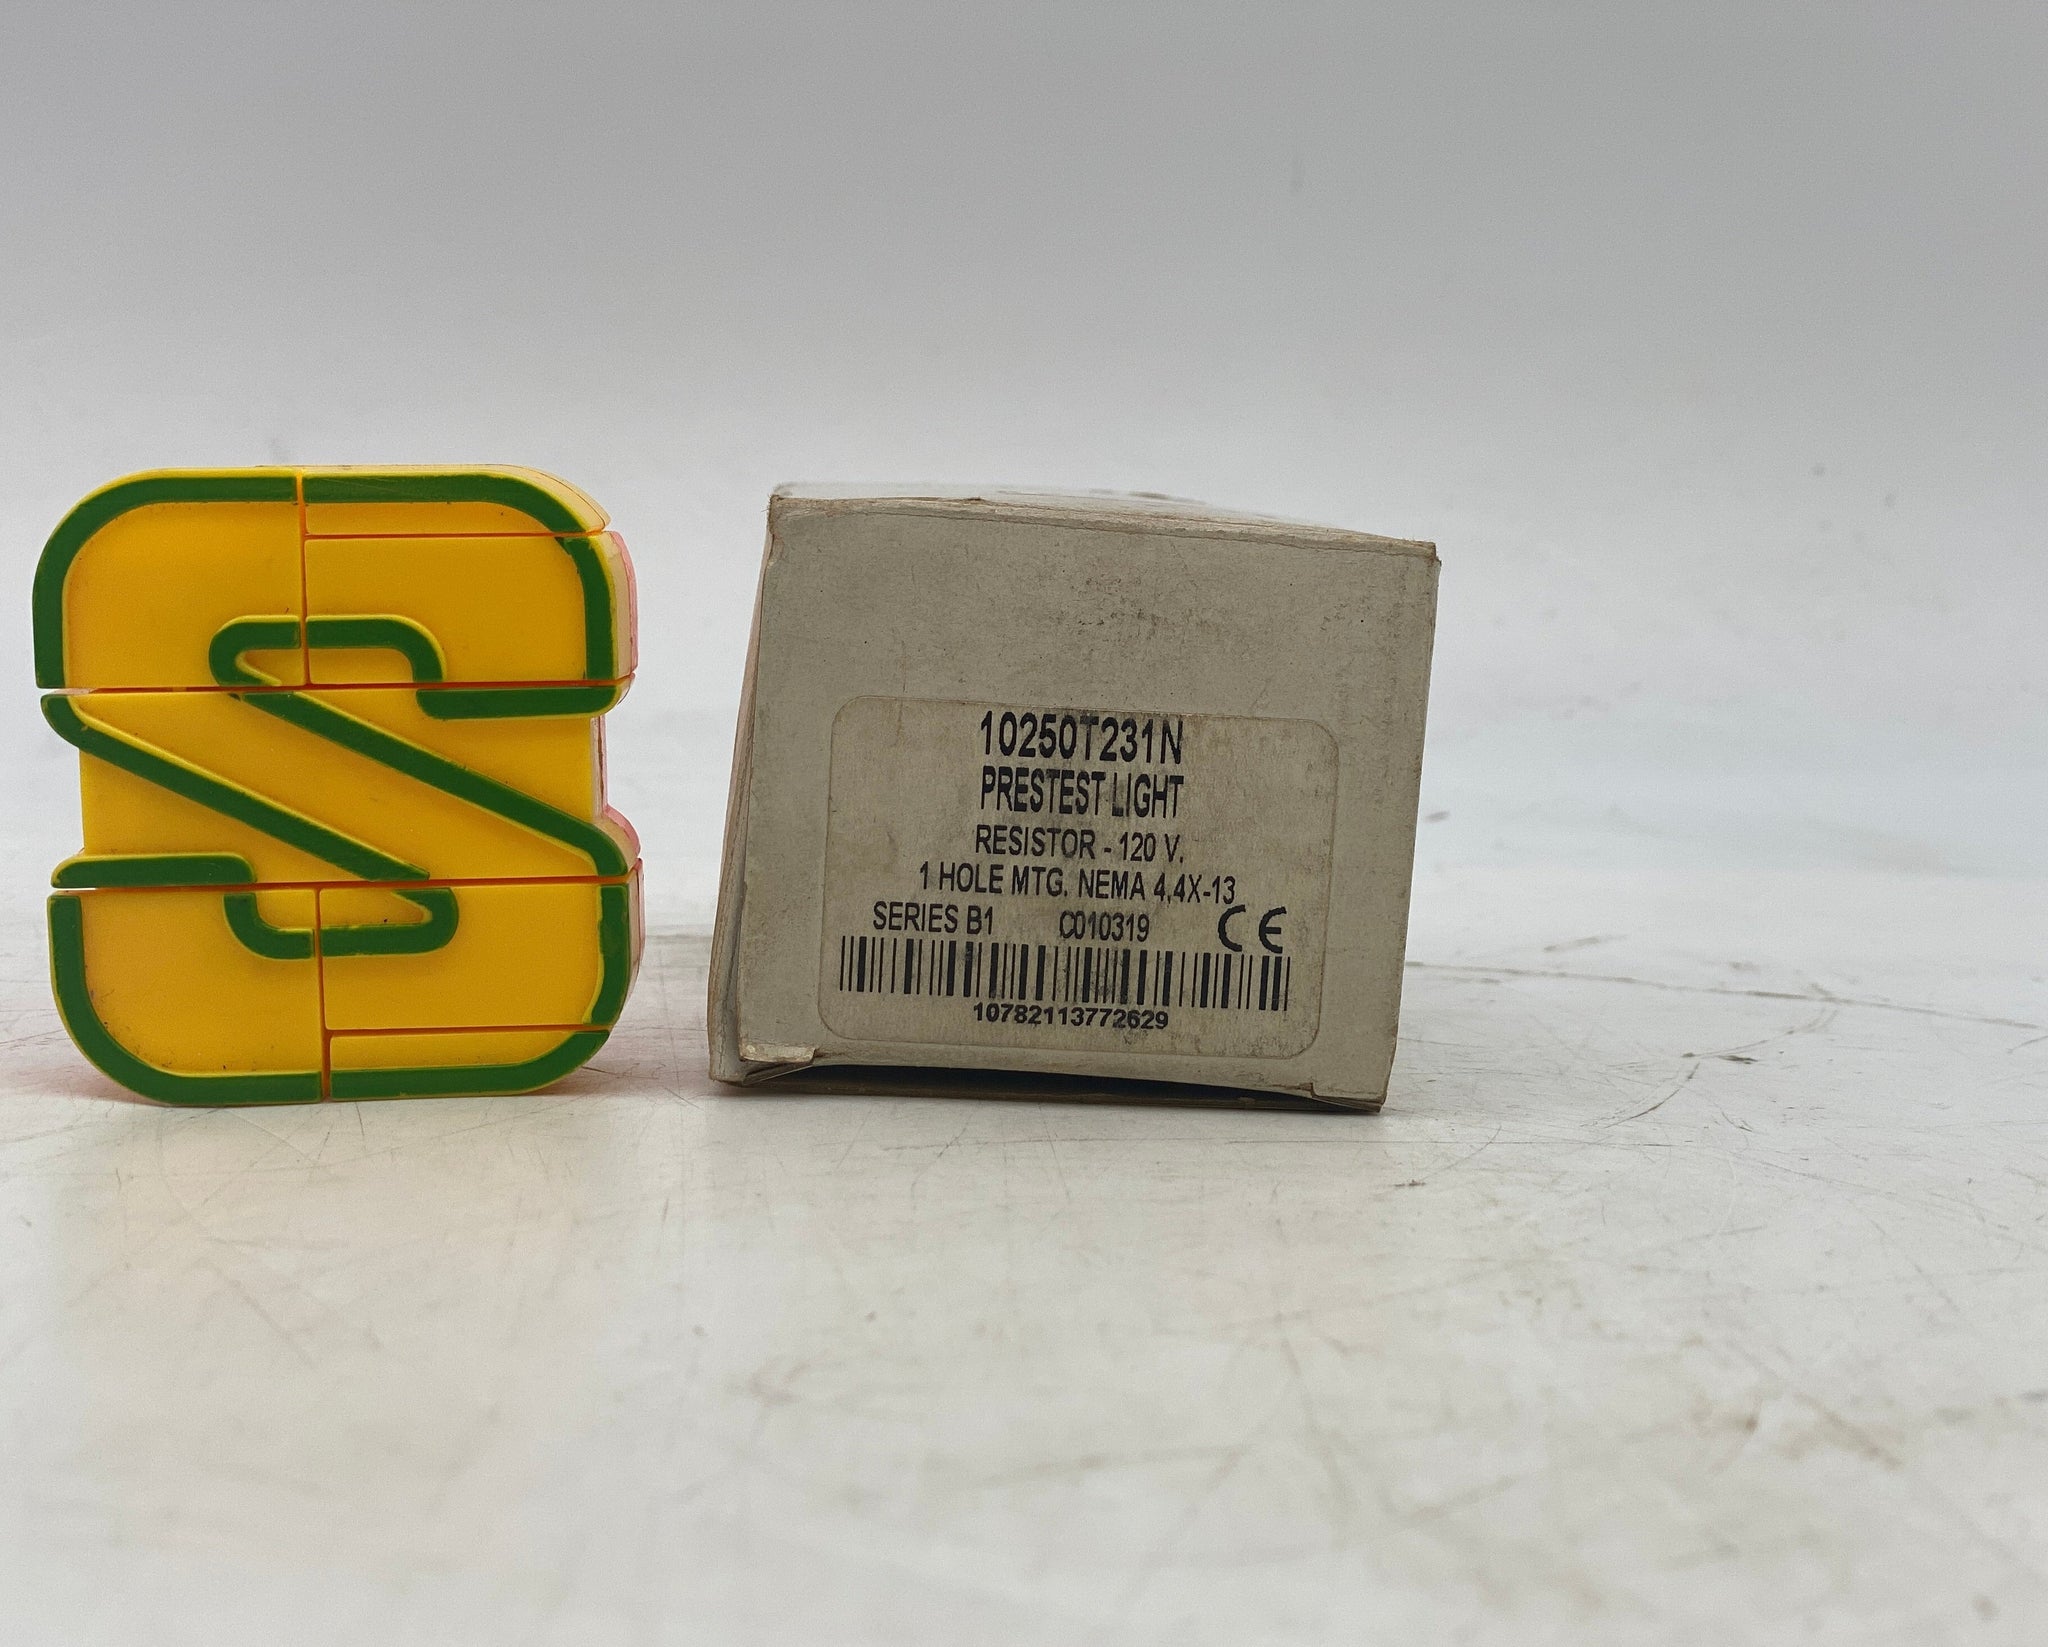 S
10250T231N
PRESTEST LIGHT
RESISTOR - 120 V.
1 HOLE MTG. NEMA 4,4X-13
SERIES B1 C010319 CE
10782113772629